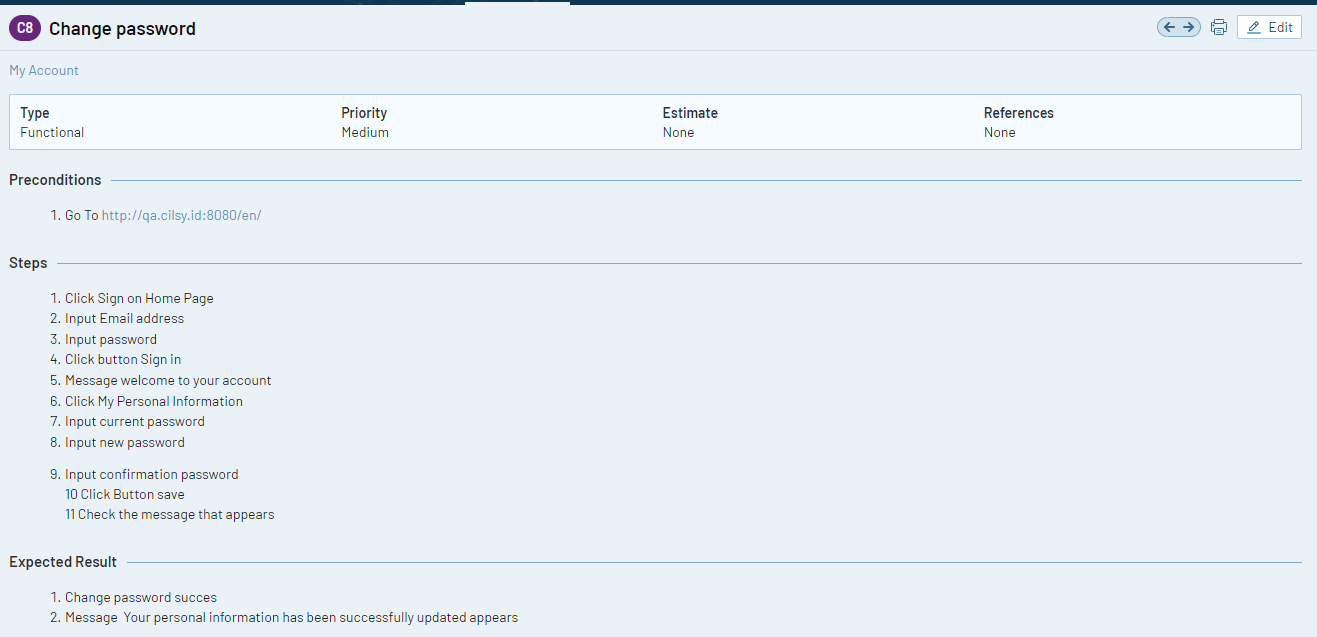 C8 Change password
Edit
My Account
Type Priority Estimate References
Functional Medium None None
Preconditions
1. Go To http://qa.cilsy.id:8080/en/
Steps
1. Click Sign on Home Page
2. Input Email address
3. Input password
4. Click button Sign in
5. Message welcome to your account
6. Click My Personal Information
7. Input current password
8. Input new password
9. Input confirmation password
10 Click Button save
11 Check the message that appears
Expected Result
1. Change password succes
2. Message  Your personal information has been successfully updated appears